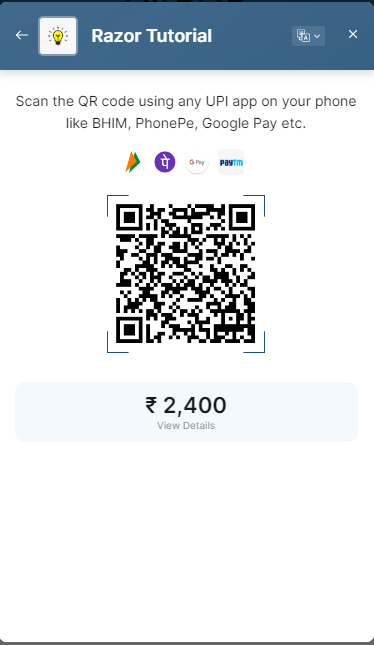 Razor Tutorial
Scan the QR code using any UPI app on your phone
like BHIM, PhonePe, Google Pay etc.
पे
G Pay
paytm
₹ 2,400
View Details